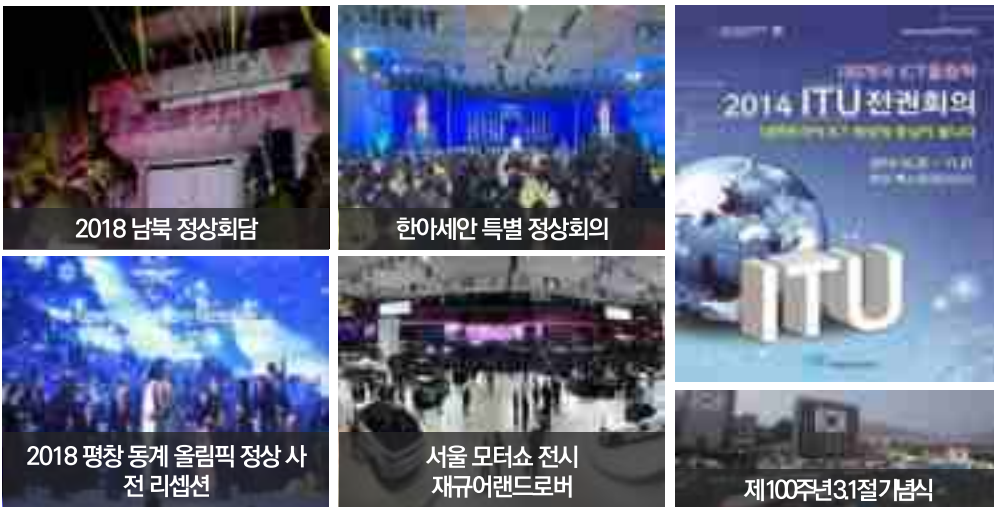 2018 남북 정상회담
한아세안 특별 정상회의
2014 ITU 전권회의
ITU
2018 평창 동계 올림픽 정상 사
전 리셉션
서울 모터쇼 전시
재규어랜드로버
제100주년 3.1절 기념식